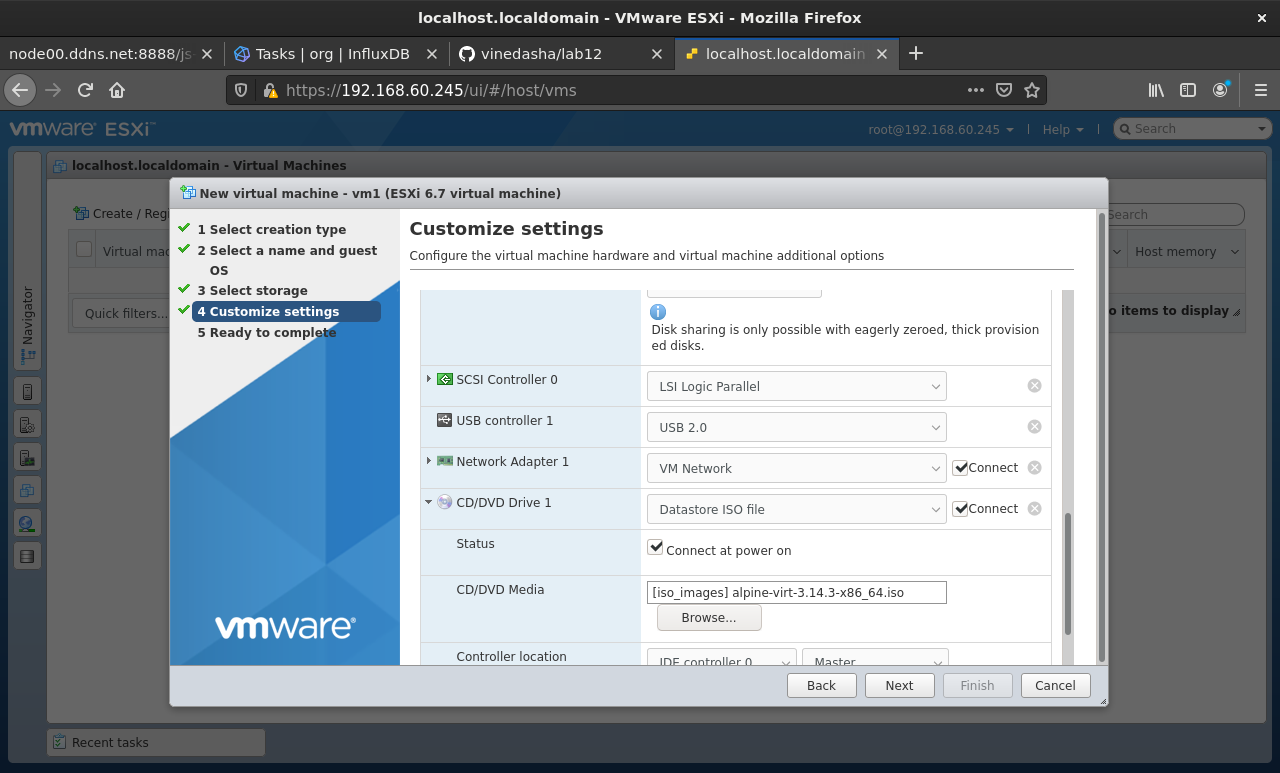 localhost.localdomain - VMware ESXi - Mozilla Firefox
node00.ddns.net:8888/js
Tasks | org | InfluxDB
vinedasha/lab12
localhost.localdomain
https://192.168.60.245/ui/#/host/vms
vmware ESXi™
root@192.168.60.245
Help
Search
Navigator
localhost.localdomain - Virtual Machines
Create / Regi
Search
Virtual mac
Host memory
Quick filters...
o items to display
New virtual machine - vm1 (ESXi 6.7 virtual machine)
1 Select creation type
2 Select a name and guest
OS
3 Select storage
4 Customize settings
5 Ready to complete
vmware®
Customize settings
Configure the virtual machine hardware and virtual machine additional options
Disk sharing is only possible with eagerly zeroed, thick provision
ed disks.
SCSI Controller 0
LSI Logic Parallel
USB controller 1
USB 2.0
Network Adapter 1
VM Network
Connect
CD/DVD Drive 1
Datastore ISO file
Connect
Status
Connect at power on
CD/DVD Media
[iso_images] alpine-virt-3.14.3-x86_64.iso
Browse...
Controller location
IDE controller 0
Master
Back
Next
Finish
Cancel
Recent tasks